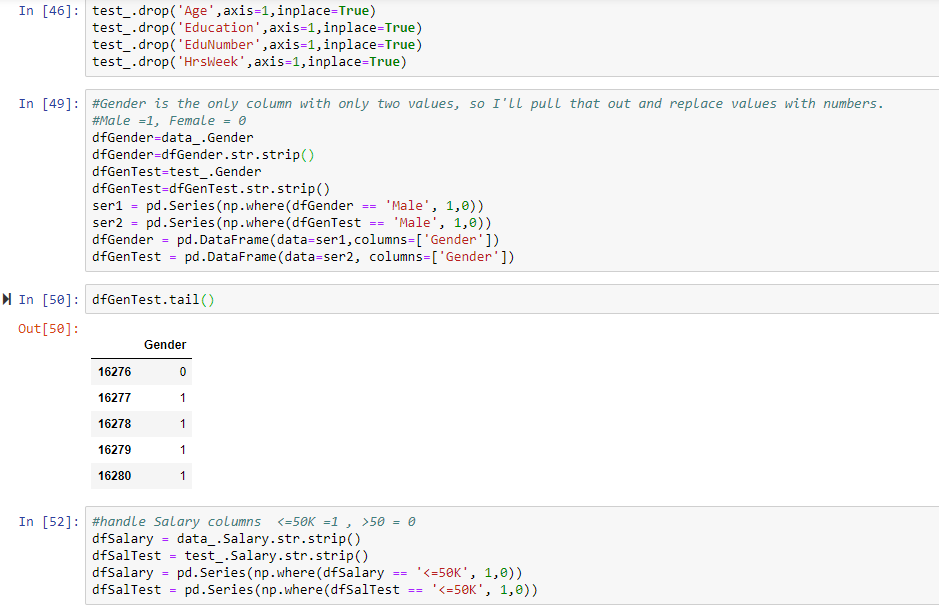 In [46]: test_.drop('Age',axis=1,inplace=True)
test_.drop('Education',axis=1,inplace=True)
test_.drop('EduNumber',axis=1,inplace=True)
test_.drop('HrsWeek',axis=1,inplace=True)
In [49]: #Gender is the only column with only two values, so I'll pull that out and replace values with numbers.
#Male =1, Female = 0
dfGender=data_.Gender
dfGender=dfGender.str.strip()
dfGenTest=test_.Gender
dfGenTest=dfGenTest.str.strip()
ser1 = pd.Series(np.where(dfGender == 'Male', 1,0))
ser2 = pd.Series(np.where(dfGenTest == 'Male', 1,0))
dfGender = pd.DataFrame(data=ser1,columns=['Gender'])
dfGenTest = pd.DataFrame(data=ser2, columns=['Gender'])
In [50]: dfGenTest.tail()
Out[50]:
Gender
16276 0
16277 1
16278 1
16279 1
16280 1
In [52]: #handle Salary columns  <=50K =1 , >50 = 0
dfSalary = data_.Salary.str.strip()
dfSalTest = test_.Salary.str.strip()
dfSalary = pd.Series(np.where(dfSalary == '<=50K', 1,0))
dfSalTest = pd.Series(np.where(dfSalTest == '<=50K', 1,0))